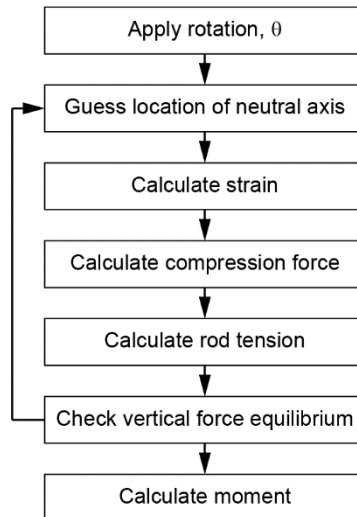 Apply rotation, θ
Guess location of neutral axis
Calculate strain
Calculate compression force
Calculate rod tension
Check vertical force equilibrium
Calculate moment